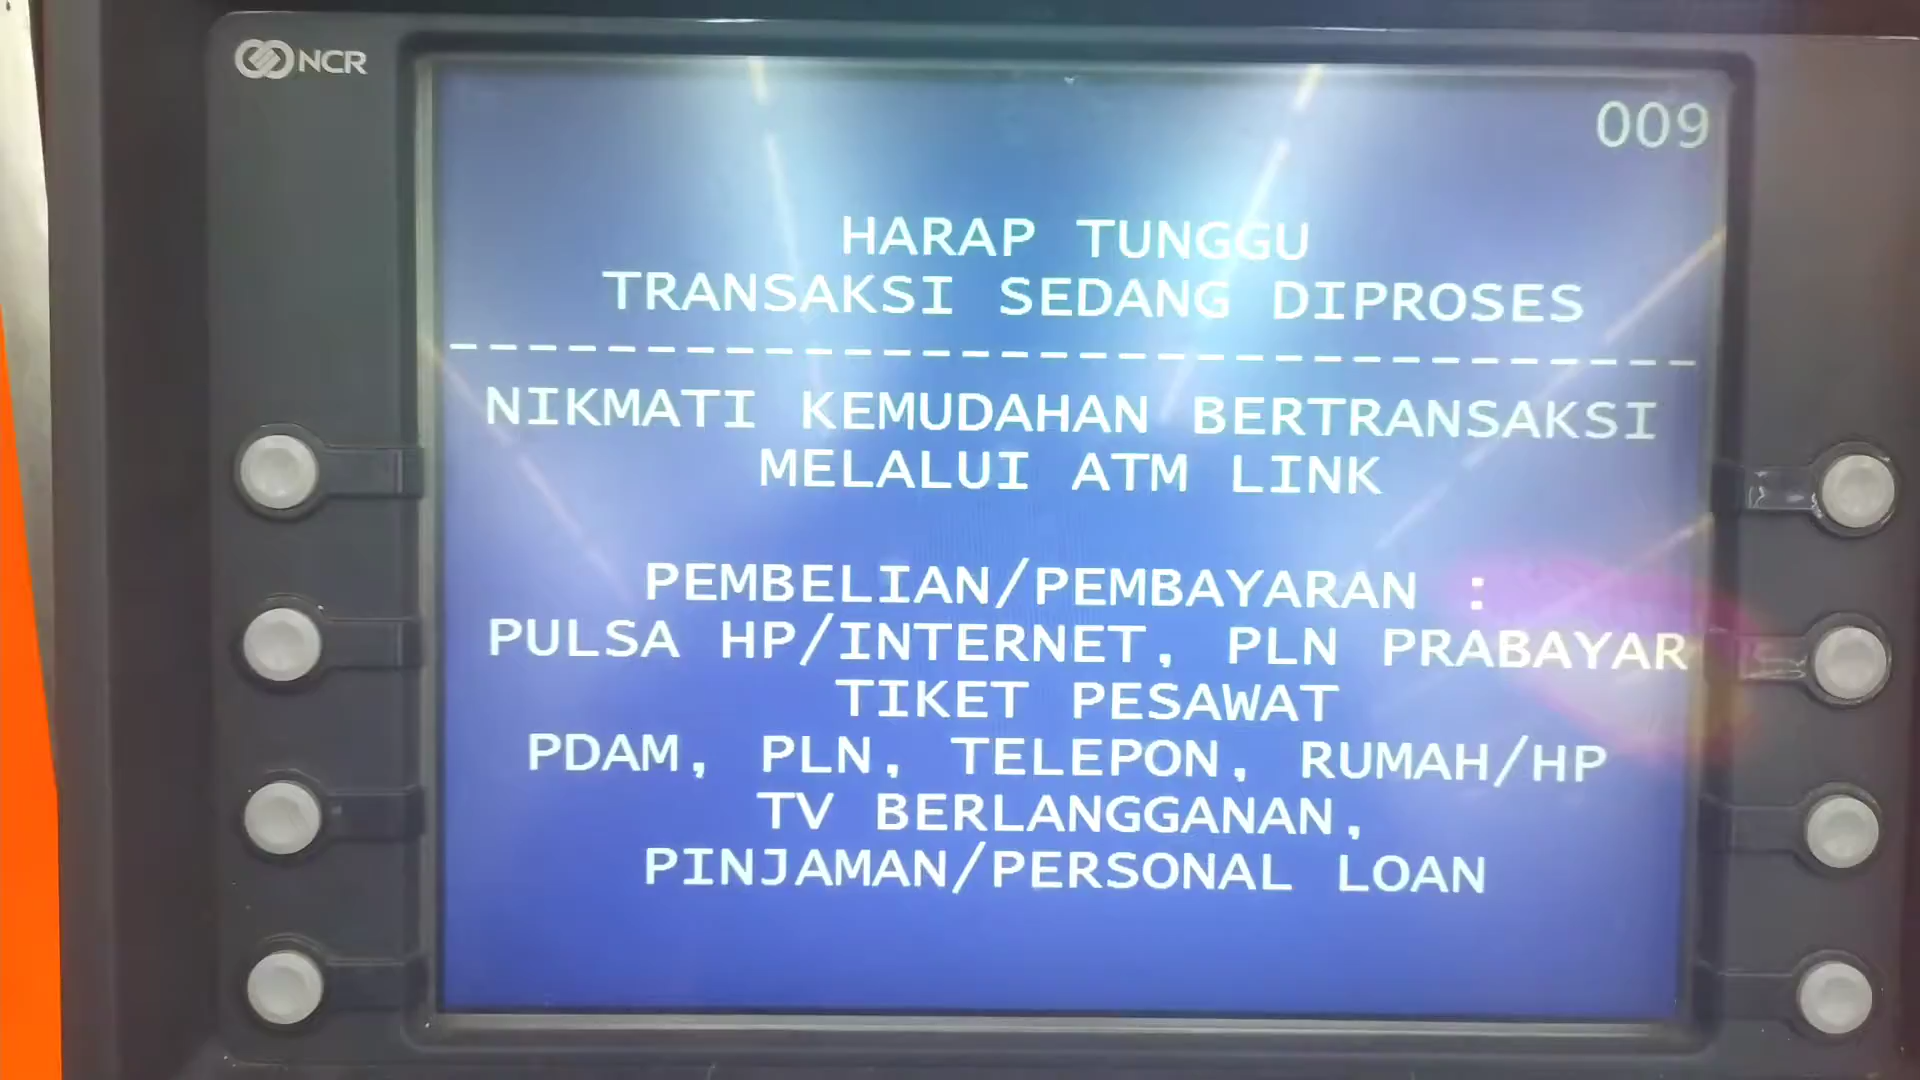 NCR
009
HARAP TUNGGU
TRANSAKSI SEDANG DIPROSES
--------------------------------
NIKMATI KEMUDAHAN BERTRANSAKSI
MELALUI ATM LINK
PEMBELIAN/PEMBAYARAN :
PULSA HP/INTERNET, PLN PRABAYAR
TIKET PESAWAT
PDAM, PLN, TELEPON, RUMAH/HP
TV BERLANGGANAN,
PINJAMAN/PERSONAL LOAN